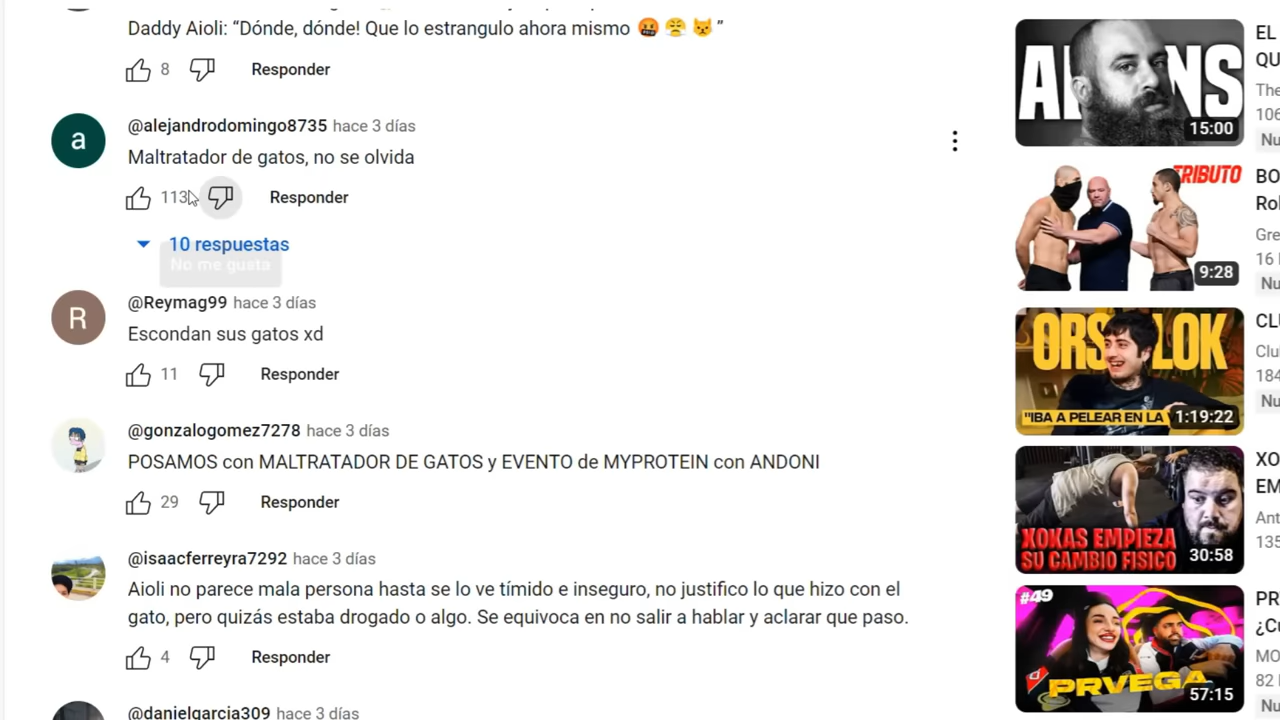 Daddy Aioli: “Dónde, dónde! Que lo estrangulo ahora mismo 🤬 😤 😾 ”
8 Responder
@alejandrodomingo8735 hace 3 días
Maltratador de gatos, no se olvida
113 Responder
10 respuestas
No me gusta
@Reymag99 hace 3 días
Escondan sus gatos xd
11 Responder
@gonzalogomez7278 hace 3 días
POSAMOS con MALTRATADOR DE GATOS y EVENTO de MYPROTEIN con ANDONI
29 Responder
@isaacferreyra7292 hace 3 días
Aioli no parece mala persona hasta se lo ve tímido e inseguro, no justifico lo que hizo con el
gato, pero quizás estaba drogado o algo. Se equivoca en no salir a hablar y aclarar que paso.
4 Responder
@danielgarcia309 hace 3 días
15:00
EL
QU
The
106
Nu
TRIBUTO
9:28
BO
Rol
Gre
16
Nu
"IBA A PELEAR EN LA
1:19:22
CLU
Clu
184
Nu
XOKAS EMPIEZA
SU CAMBIO FISICO
30:58
XO
EM
Ant
135
#49
PRVEGA
57:15
PR
¿Cu
MO
82
Nu